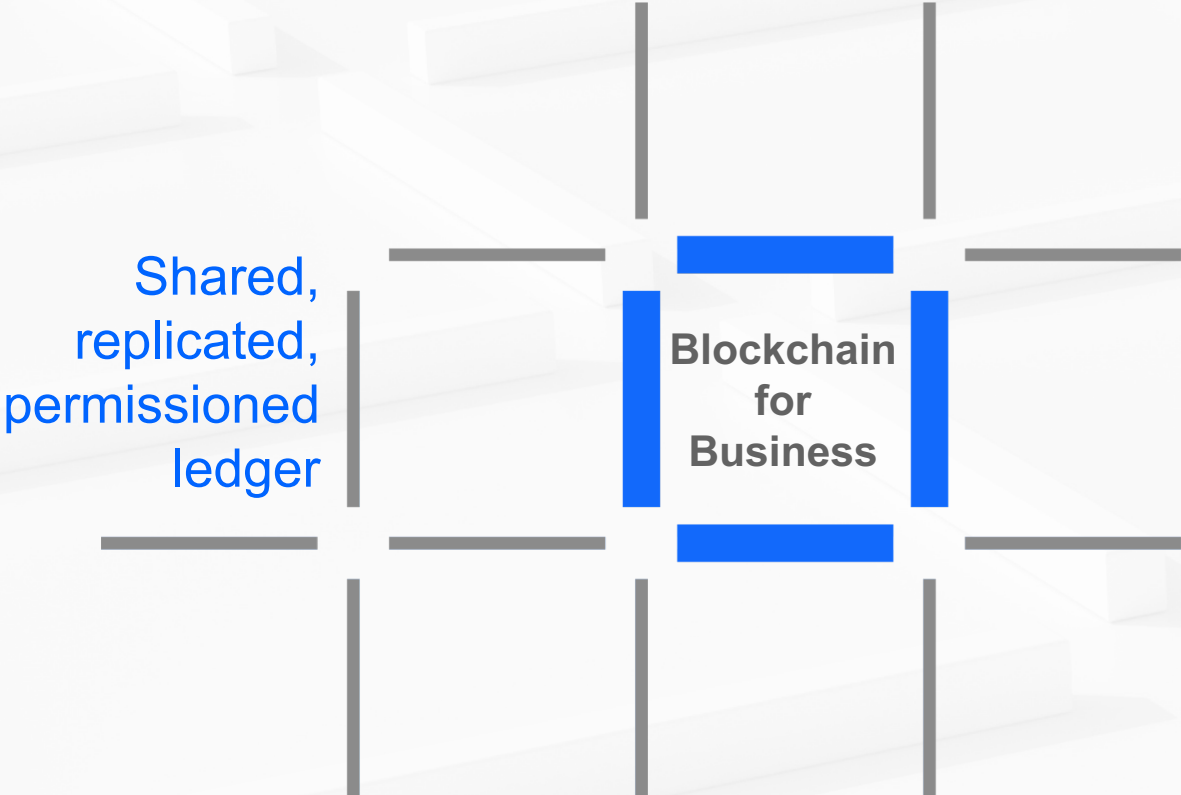 Shared,
replicated,
permissioned
ledger
Blockchain
for
Business